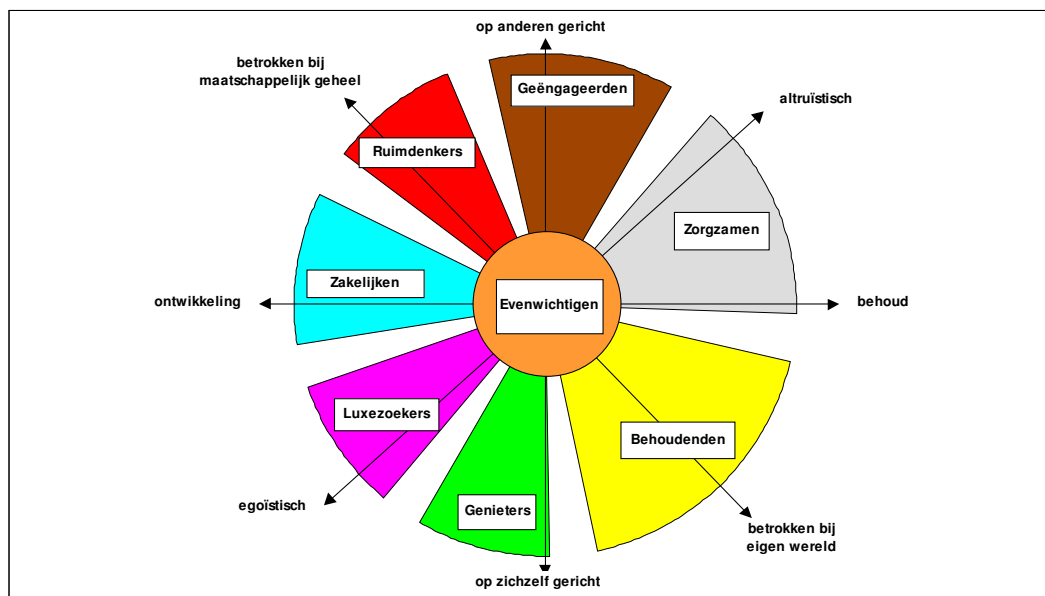 op anderen gericht
betrokken bij
maatschappelijk geheel
Geëngageerden
altruïstisch
Ruimdenkers
Zorgzamen
Zakelijken
ontwikkeling
Evenwichtigen
behoud
Luxezoekers
Behoudenden
egoïstisch
Genieters
betrokken bij
eigen wereld
op zichzelf gericht